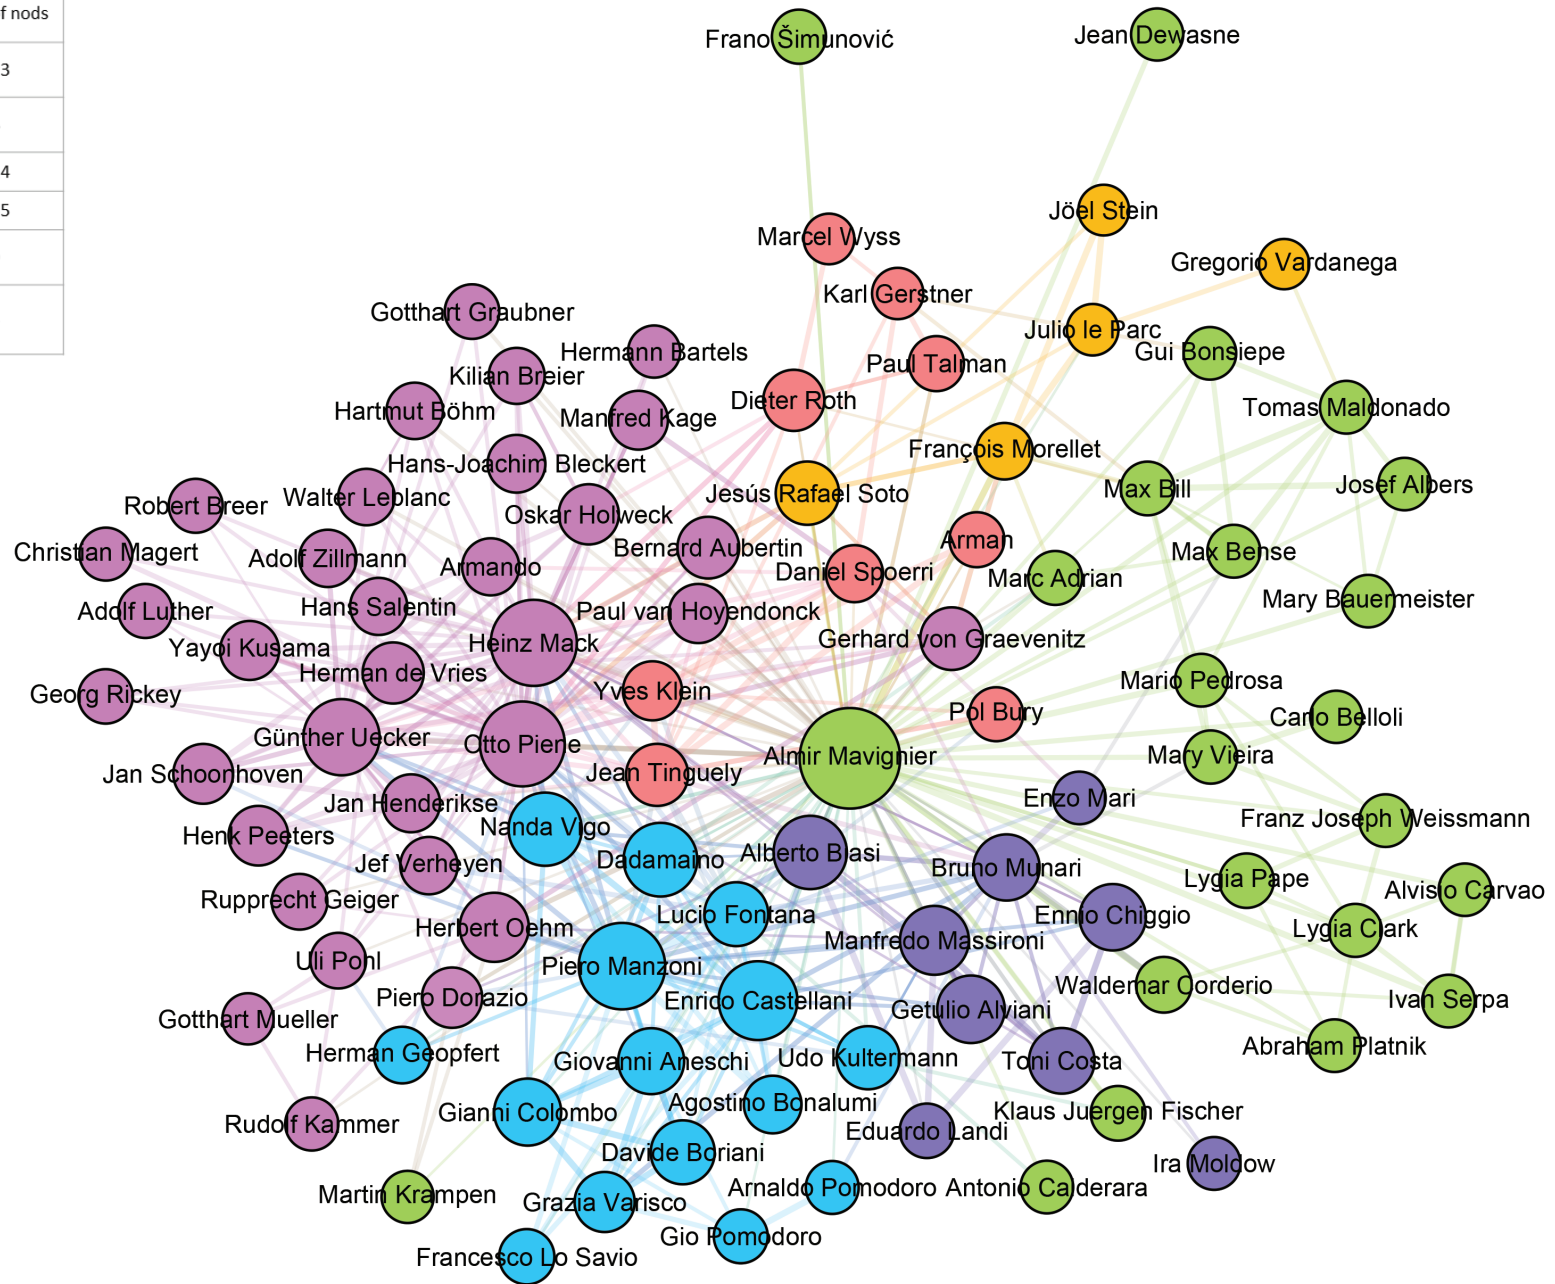 f nods
3
4
5
Frano Šimunović
Jean Dewasne
Jöel Stein
Marcel Wyss
Gregorio Vardanega
Karl Gerstner
Gotthart Graubner
Julio le Parc
Hermann Bartels
Gui Bonsiepe
Paul Talman
Kilian Breier
Dieter Roth
Tomas Maldonado
Hartmut Böhm
Manfred Kage
François Morellet
Hans-Joachim Bleckert
Josef Albers
Max Bill
Jesús Rafael Soto
Walter Leblanc
Robert Breer
Oskar Holweck
Arman
Bernard Aubertin
Max Bense
Christian Magert
Adolf Zillmann
Armando
Daniel Spoerri
Marc Adrian
Mary Bauermeister
Hans Salentin
Adolf Luther
Paul van Hoyendonck
Gerhard von Graevenitz
Heinz Mack
Yayoi Kusama
Herman de Vries
Mario Pedrosa
Yves Klein
Georg Rickey
Pol Bury
Carlo Belloli
Günther Uecker
Otto Piene
Almir Mavignier
Mary Vieira
Jan Schoorhoven
Jean Tinguely
Enzo Mari
Jan Henderikse
Franz Joseph Weissmann
Nanda Vigo
Henk Peeters
Alberto Biasi
Dadamaino
Jef Verheyen
Bruno Munari
Lygia Pape
Alvisio Carvao
Rupprecht Geiger
Lucio Fontana
Ennio Chiggio
Herbert Oehm
Lygia Clark
Manfredo Massironi
Uli Pohl
Piero Manzoni
Waldemar Corderio
Piero Dorazio
Enrico Castellani
Ivan Serpa
Getulio Alviani
Gotthart Mueller
Abraham Platnik
Herman Geopfert
Giovanni Aneschi
Udo Kultermann
Toni Costa
Agostino Bonalumi
Gianni Colombo
Klaus Juergen Fischer
Rudolf Kammer
Eduardo Landi
Davide Boriani
Ira Moldow
Martin Krampen
Grazia Varisco
Arnaldo Pomodoro
Antonio Calderara
Gio Pomodoro
Francesco Lo Savio